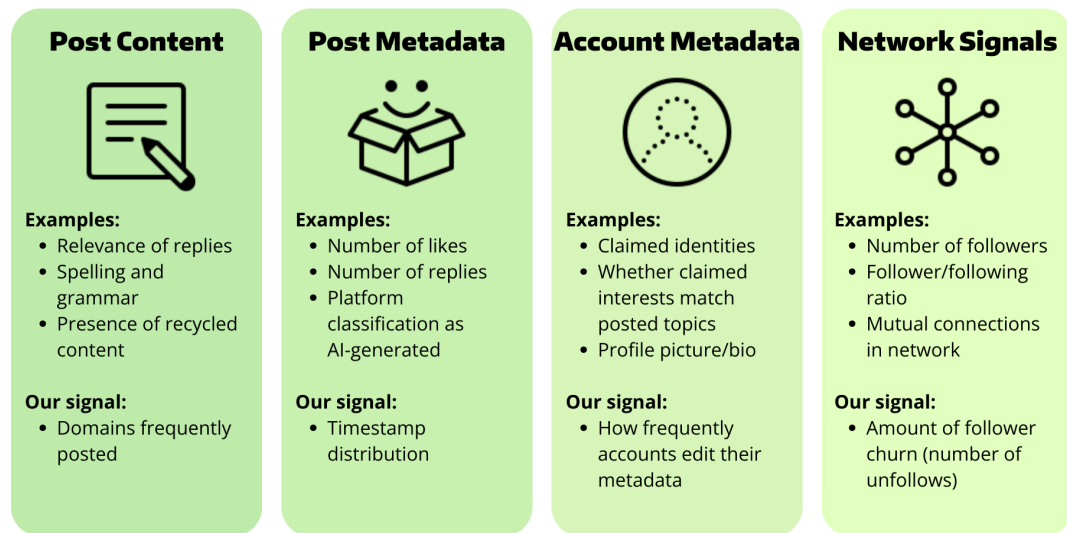 Post Content
Examples:
• Relevance of replies
• Spelling and
grammar
• Presence of recycled
content
Our signal:
• Domains frequently
posted
Post Metadata
Examples:
• Number of likes
• Number of replies
• Platform
classification as
AI-generated
Our signal:
• Timestamp
distribution
Account Metadata
Examples:
• Claimed identities
• Whether claimed
interests match
posted topics
• Profile picture/bio
Our signal:
• How frequently
accounts edit their
metadata
Network Signals
Examples:
• Number of followers
• Follower/following
ratio
• Mutual connections
in network
Our signal:
• Amount of follower
churn (number of
unfollows)